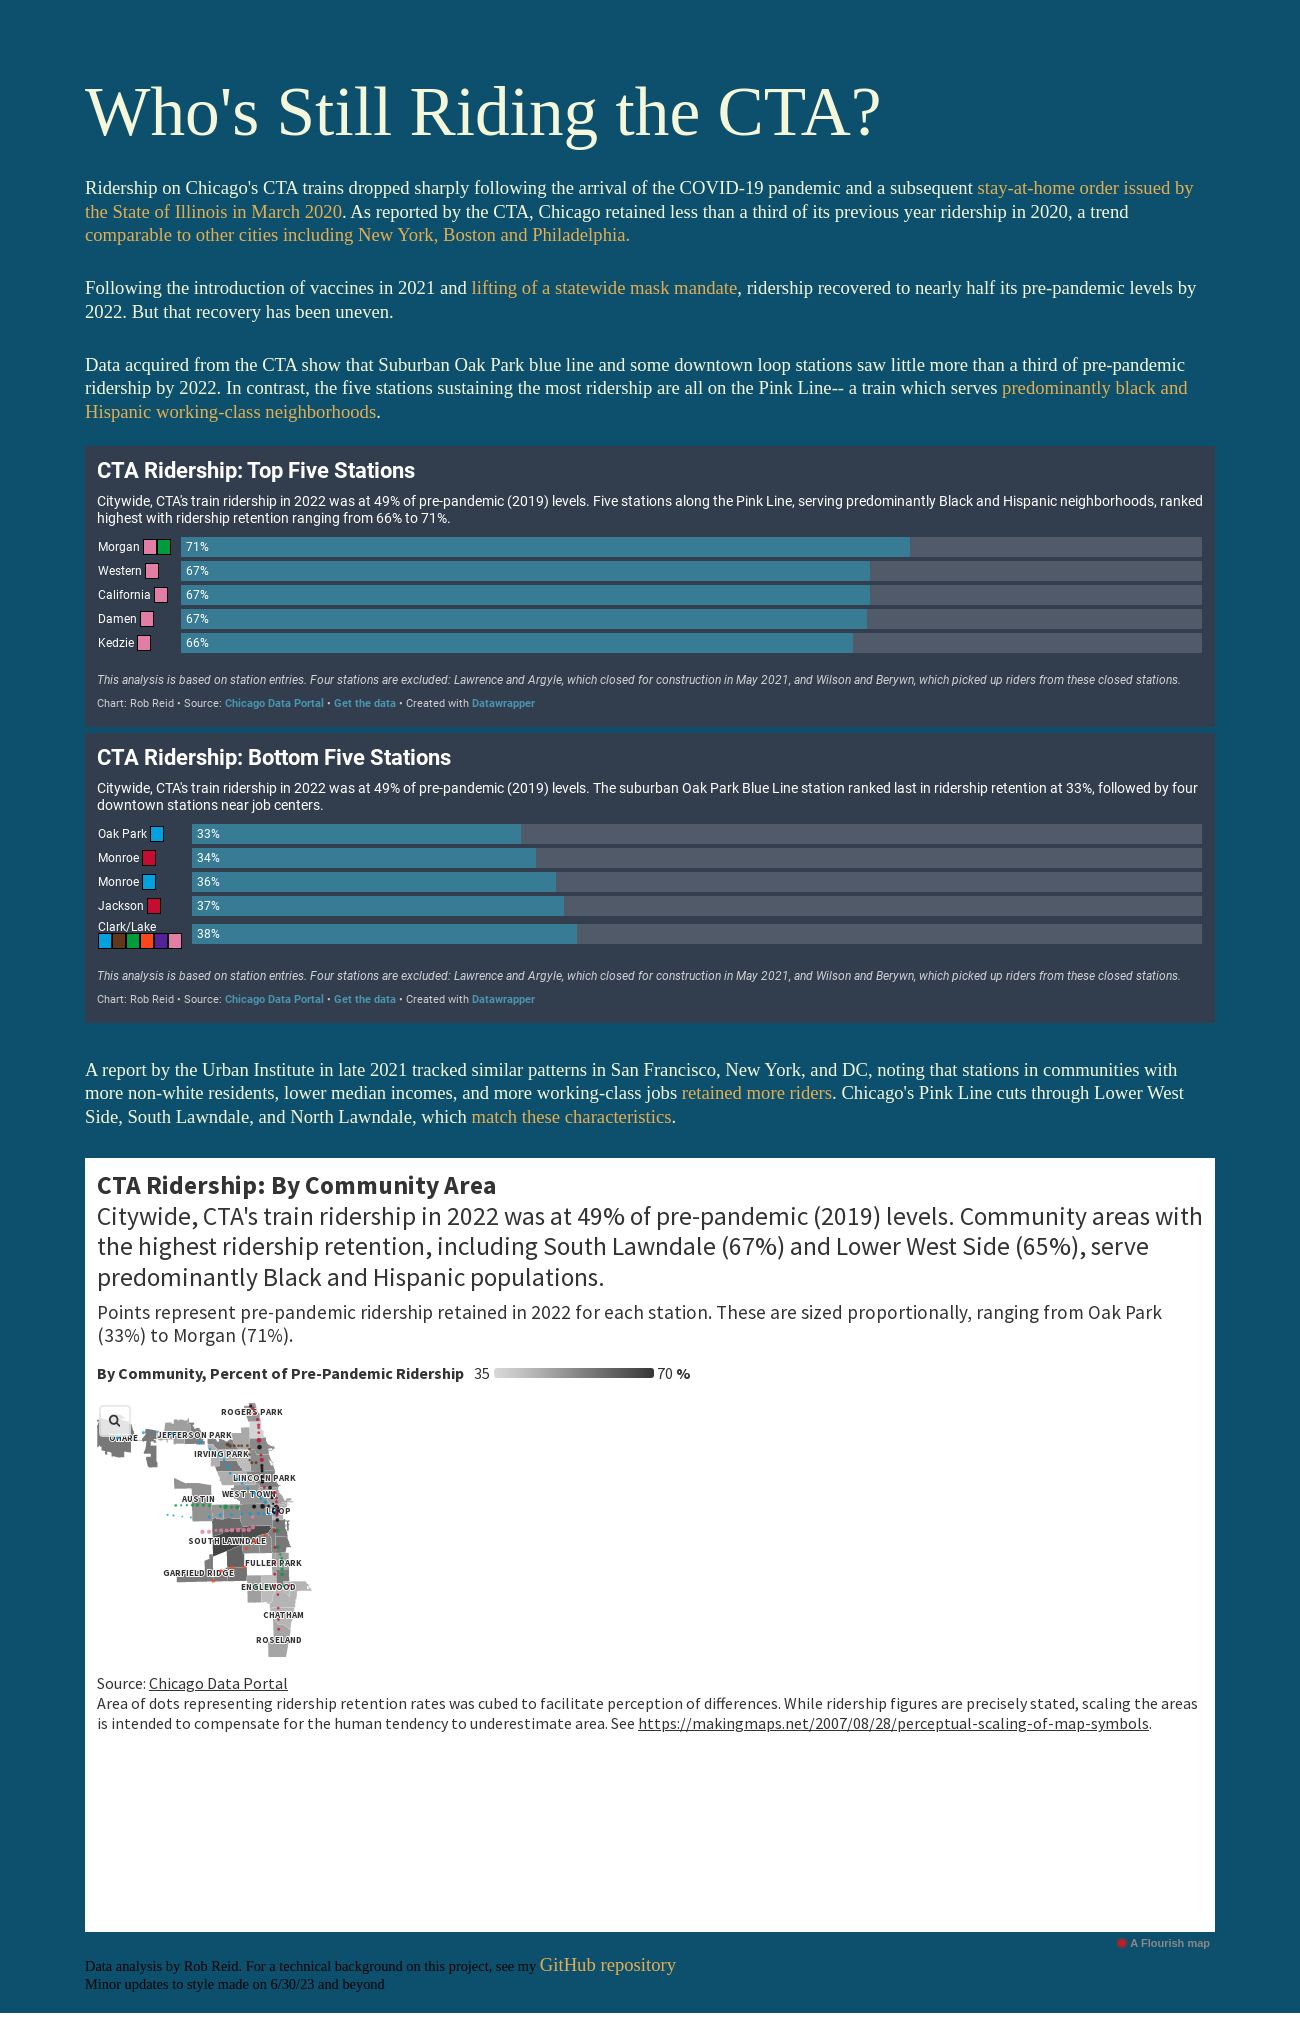 Who's Still Riding the CTA?
Ridership on Chicago's CTA trains dropped sharply following the arrival of the COVID-19 pandemic and a subsequent stay-at-home order issued by
the State of Illinois in March 2020. As reported by the CTA, Chicago retained less than a third of its previous year ridership in 2020, a trend
comparable to other cities including New York, Boston and Philadelphia.
Following the introduction of vaccines in 2021 and lifting of a statewide mask mandate, ridership recovered to nearly half its pre-pandemic levels by
2022. But that recovery has been uneven.
Data acquired from the CTA show that Suburban Oak Park blue line and some downtown loop stations saw little more than a third of pre-pandemic
ridership by 2022. In contrast, the five stations sustaining the most ridership are all on the Pink Line-- a train which serves predominantly black and
Hispanic working-class neighborhoods.
CTA Ridership: Top Five Stations
Citywide, CTA's train ridership in 2022 was at 49% of pre-pandemic (2019) levels. Five stations along the Pink Line, serving predominantly Black and Hispanic neighborhoods, ranked
highest with ridership retention ranging from 66% to 71%.
Morgan 71%
Western 67%
California 67%
Damen 67%
Kedzie 66%
This analysis is based on station entries. Four stations are excluded: Lawrence and Argyle, which closed for construction in May 2021, and Wilson and Berywn, which picked up riders from these closed stations.
Chart: Rob Reid • Source: Chicago Data Portal • Get the data • Created with Datawrapper
CTA Ridership: Bottom Five Stations
Citywide, CTA's train ridership in 2022 was at 49% of pre-pandemic (2019) levels. The suburban Oak Park Blue Line station ranked last in ridership retention at 33%, followed by four
downtown stations near job centers.
Oak Park 33%
Monroe 34%
Monroe 36%
Jackson 37%
Clark/Lake 38%
This analysis is based on station entries. Four stations are excluded: Lawrence and Argyle, which closed for construction in May 2021, and Wilson and Berywn, which picked up riders from these closed stations.
Chart: Rob Reid • Source: Chicago Data Portal • Get the data • Created with Datawrapper
A report by the Urban Institute in late 2021 tracked similar patterns in San Francisco, New York, and DC, noting that stations in communities with
more non-white residents, lower median incomes, and more working-class jobs retained more riders. Chicago's Pink Line cuts through Lower West
Side, South Lawndale, and North Lawndale, which match these characteristics.
CTA Ridership: By Community Area
Citywide, CTA's train ridership in 2022 was at 49% of pre-pandemic (2019) levels. Community areas with
the highest ridership retention, including South Lawndale (67%) and Lower West Side (65%), serve
predominantly Black and Hispanic populations.
Points represent pre-pandemic ridership retained in 2022 for each station. These are sized proportionally, ranging from Oak Park
(33%) to Morgan (71%).
By Community, Percent of Pre-Pandemic Ridership 35 70 %
ROGERS PARK
OHARE JEFFERSON PARK
IRVING PARK
LINCOLN PARK
WEST TOWN
AUSTIN
LOOP
SOUTH LAWNDALE
FULLER PARK
GARFIELD RIDGE
ENGLEWOOD
CHATHAM
ROSELAND
Source: Chicago Data Portal
Area of dots representing ridership retention rates was cubed to facilitate perception of differences. While ridership figures are precisely stated, scaling the areas
is intended to compensate for the human tendency to underestimate area. See https://makingmaps.net/2007/08/28/perceptual-scaling-of-map-symbols.
A Flourish map
Data analysis by Rob Reid. For a technical background on this project, see my GitHub repository
Minor updates to style made on 6/30/23 and beyond